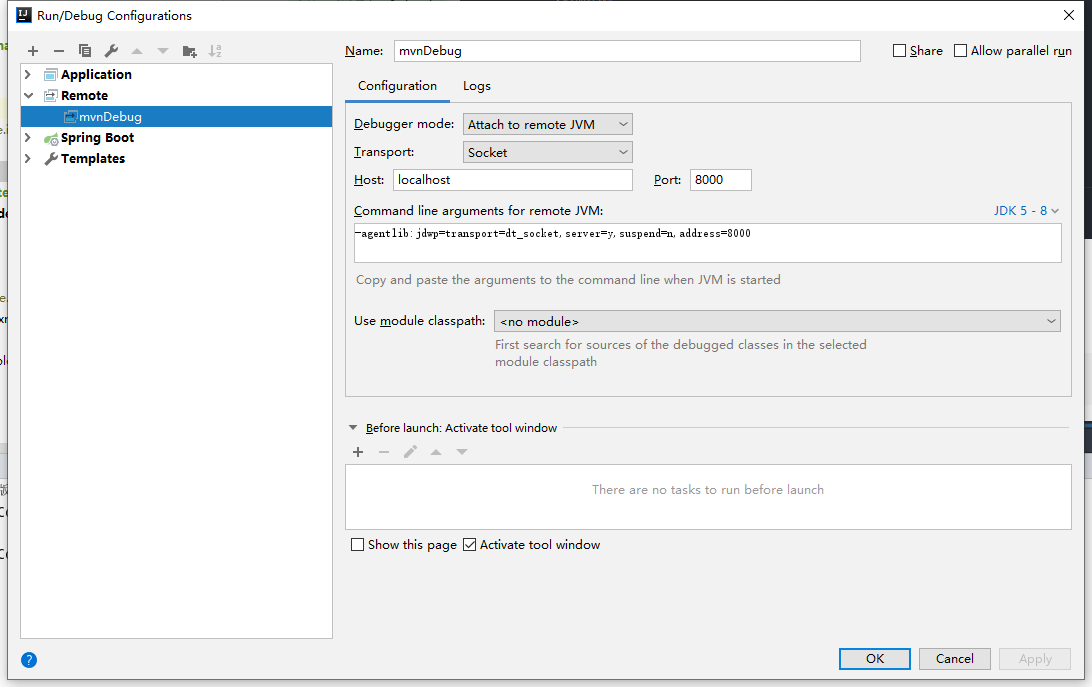 Run/Debug Configurations
Application
Remote
mvnDebug
Spring Boot
Templates
Name: mvnDebug
Share
Allow parallel run
Configuration
Logs
Debugger mode: Attach to remote JVM
Transport: Socket
Host: localhost
Port: 8000
Command line arguments for remote JVM:
JDK 5 - 8
-agentlib:jdwp=transport=dt_socket,server=y,suspend=n,address=8000
Copy and paste the arguments to the command line when JVM is started
Use module classpath: <no module>
First search for sources of the debugged classes in the selected
module classpath
Before launch: Activate tool window
There are no tasks to run before launch
Show this page
Activate tool window
?
OK
Cancel
Apply